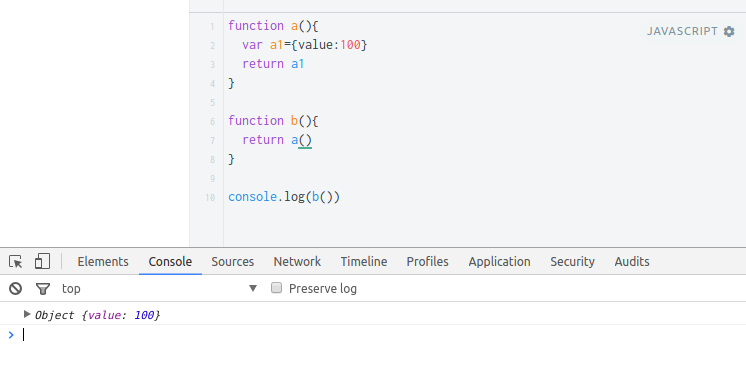 JAVASCRIPT
1 function a(){
2 var a1={value:100}
3 return a1
4 }
5
6 function b(){
7 return a()
8 }
9
10 console.log(b())
Elements Console Sources Network Timeline Profiles Application Security Audits
top Preserve log
Object {value: 100}